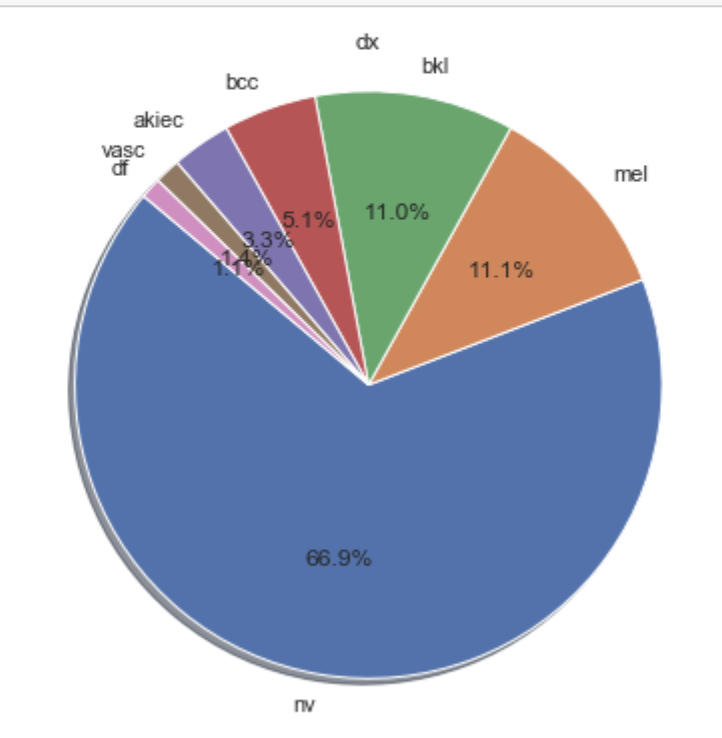 dx
bkl
bcc
akiec
vasc
df
mel
5.1%
11.0%
3.3%
1.4%
1.1%
11.1%
66.9%
nv